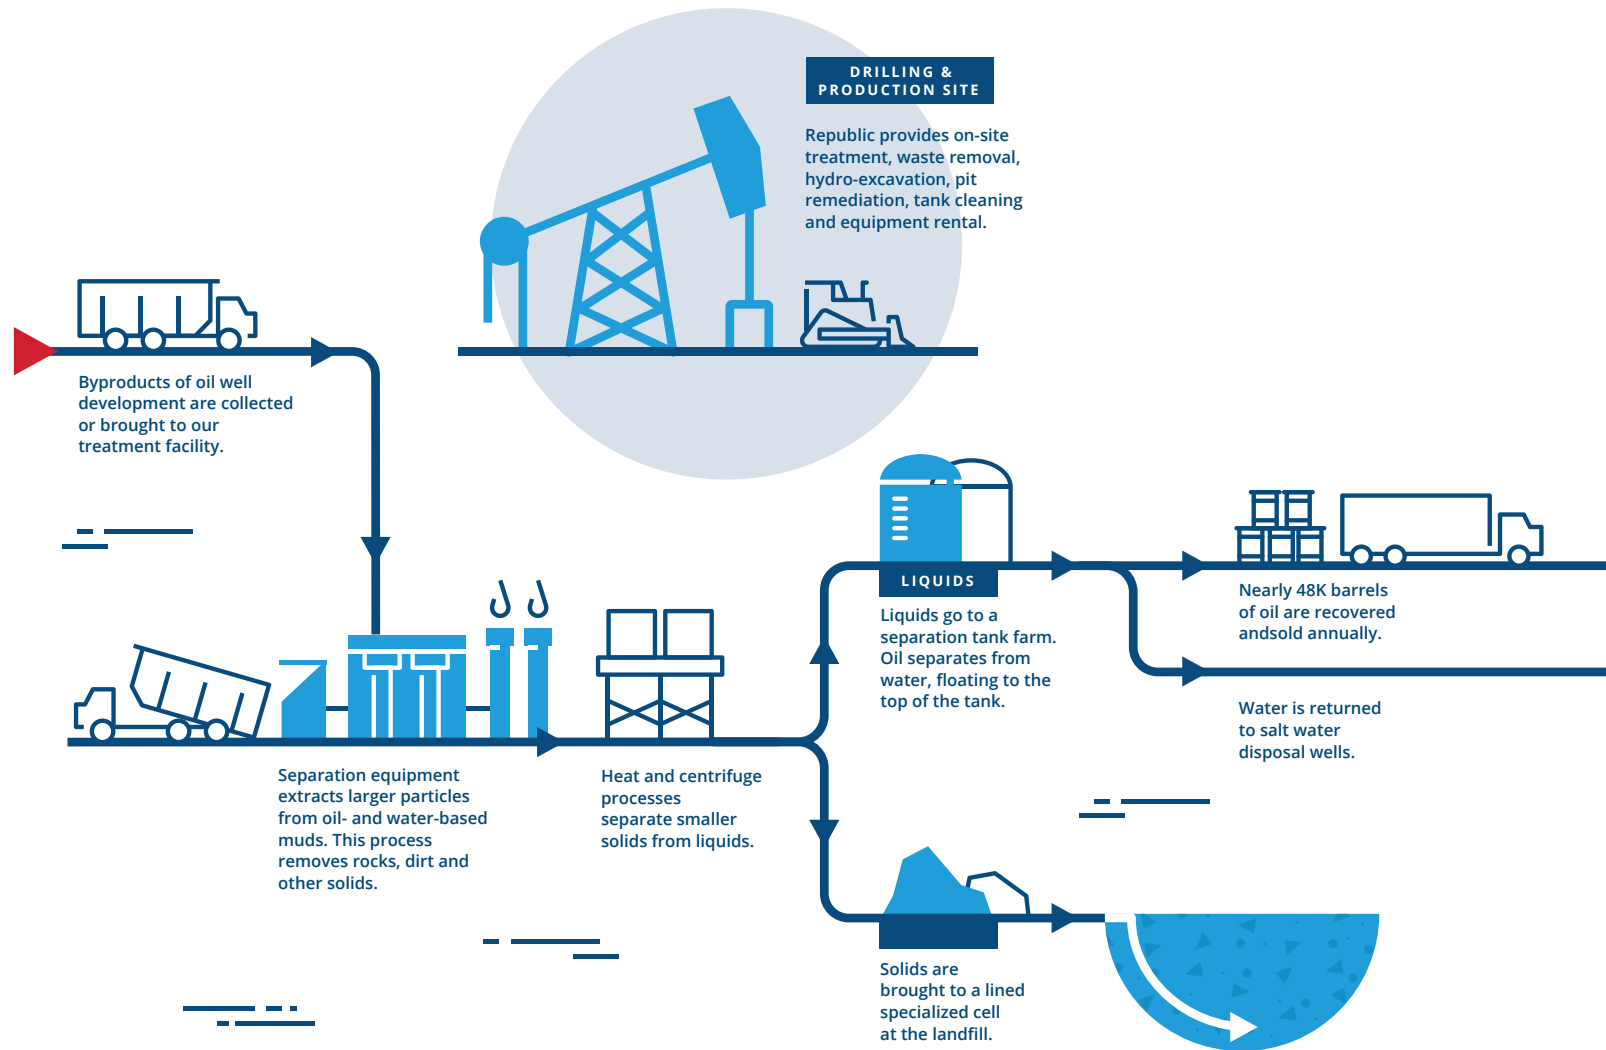 DRILLING &
PRODUCTION SITE
Republic provides on-site
treatment, waste removal,
hydro-excavation, pit
remediation, tank cleaning
and equipment rental.
Byproducts of oil well
development are collected
or brought to our
treatment facility.
Separation equipment
extracts larger particles
from oil- and water-based
muds. This process
removes rocks, dirt and
other solids.
Heat and centrifuge
processes
separate smaller
solids from liquids.
LIQUIDS
Liquids go to a
separation tank farm.
Oil separates from
water, floating to the
top of the tank.
Nearly 48K barrels
of oil are recovered
andsold annually.
Water is returned
to salt water
disposal wells.
Solids are
brought to a lined
specialized cell
at the landfill.